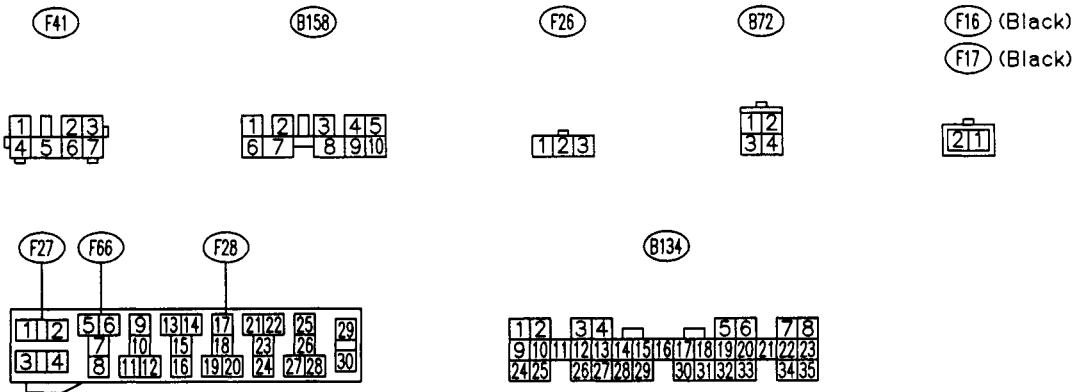 F41 B158 F26 B72 F16 (Black)
F17 (Black)
1 2 3 1 2 3 4 5 1 2
4 5 6 7 6 7 8 9 10 1 2 3 3 4 2 1
F27 F66 F28 B134
1 2 5 6 9 13 14 17 21 22 25 29 1 2 3 4 5 6 7 8
7 10 15 18 23 26 9 10 11 12 13 14 15 16 17 18 19 20 21 22 23
3 4 8 11 12 16 19 20 24 27 28 30 24 25 26 27 28 29 30 31 32 33 34 35